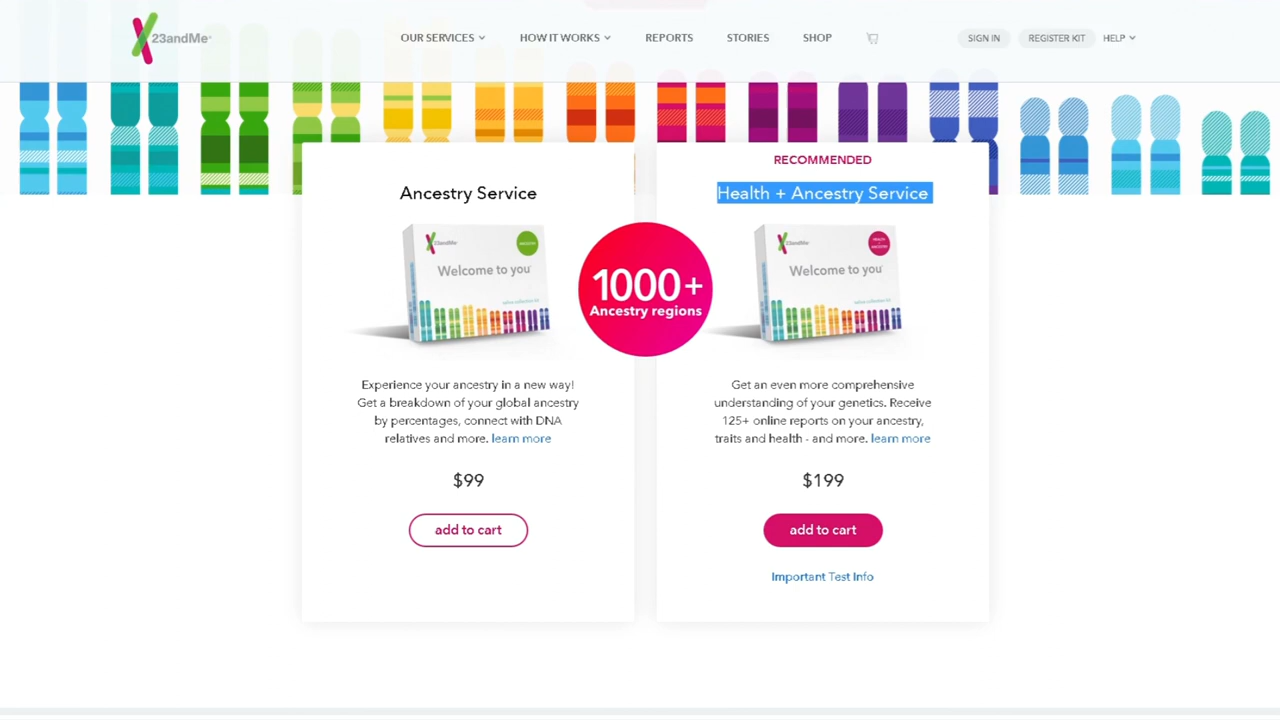 23andMe
OUR SERVICES
HOW IT WORKS
REPORTS
STORIES
SHOP
SIGN IN
REGISTER KIT
HELP
Ancestry Service
23andMe
Welcome to you
Experience your ancestry in a new way!
Get a breakdown of your global ancestry
by percentages, connect with DNA
relatives and more. learn more
$99
add to cart
1000+
Ancestry regions
RECOMMENDED
Health + Ancestry Service
23andMe
Welcome to you
Get an even more comprehensive
understanding of your genetics. Receive
125+ online reports on your ancestry,
traits and health - and more. learn more
$199
add to cart
Important Test Info